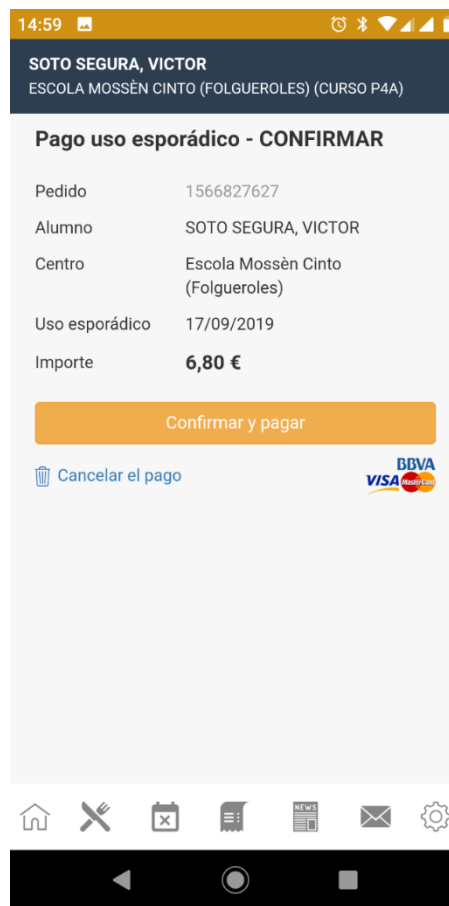 14:59
SOTO SEGURA, VICTOR
ESCOLA MOSSÈN CINTO (FOLGUEROLES) (CURSO P4A)
Pago uso esporádico - CONFIRMAR
Pedido 1566827627
Alumno SOTO SEGURA, VICTOR
Centro Escola Mossèn Cinto
(Folgueroles)
Uso esporádico 17/09/2019
Importe 6,80 €
Confirmar y pagar
Cancelar el pago
BBVA
VISA MasterCard
NEWS